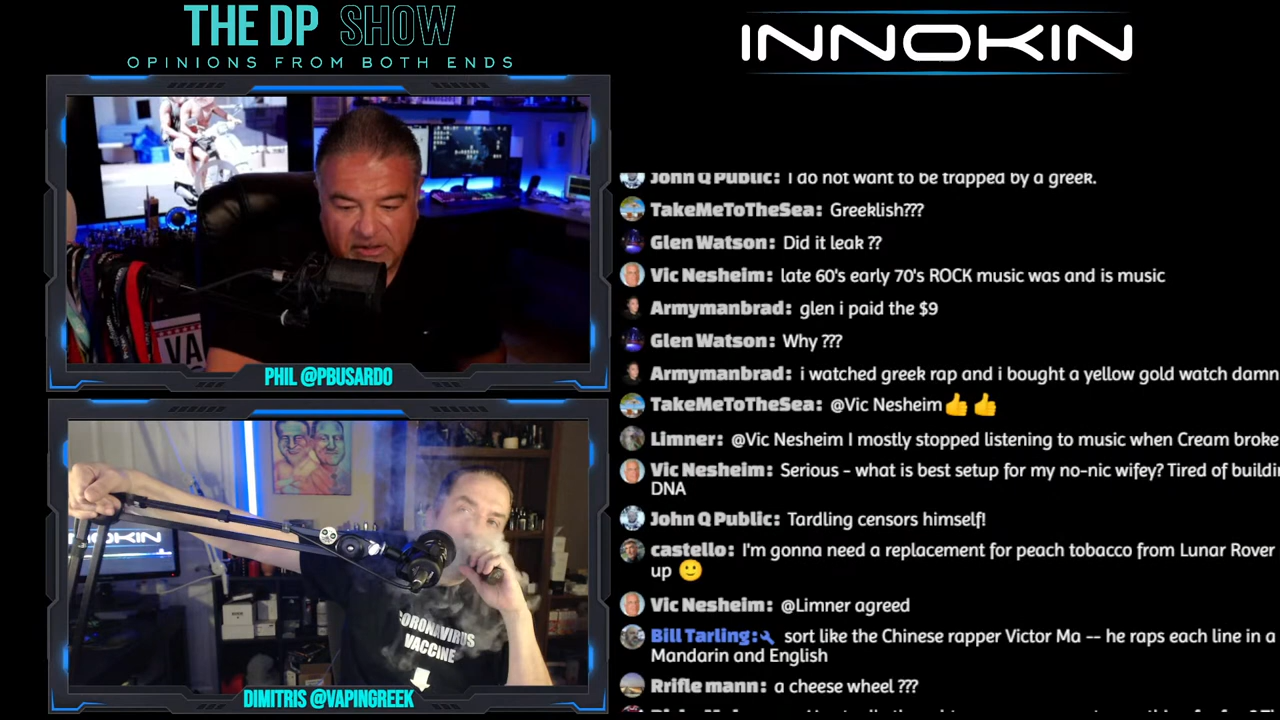 THE DP SHOW
OPINIONS FROM BOTH ENDS
INNOKIN
VA
PHIL @PBUSARDO
INNOKIN
CORONAVIRUS
VACCINE
DIMITRIS @VAPINGREEK
John Q Public: I do not want to be trapped by a greek.
TakeMeToTheSea: Greeklish???
Glen Watson: Did it leak ??
Vic Nesheim: late 60's early 70's ROCK music was and is music
Armymanbrad: glen i paid the $9
Glen Watson: Why ???
Armymanbrad: i watched greek rap and i bought a yellow gold watch damn
TakeMeToTheSea: @Vic Nesheim👍 👍
Limner: @Vic Nesheim I mostly stopped listening to music when Cream broke
Vic Nesheim: Serious - what is best setup for my no-nic wifey? Tired of buildin
DNA
John Q Public: Tardling censors himself!
castello: I'm gonna need a replacement for peach tobacco from Lunar Rover
up 🙂
Vic Nesheim: @Limner agreed
Bill Tarling:🔧 sort like the Chinese rapper Victor Ma -- he raps each line in a
Mandarin and English
Rrifle mann: a cheese wheel ???